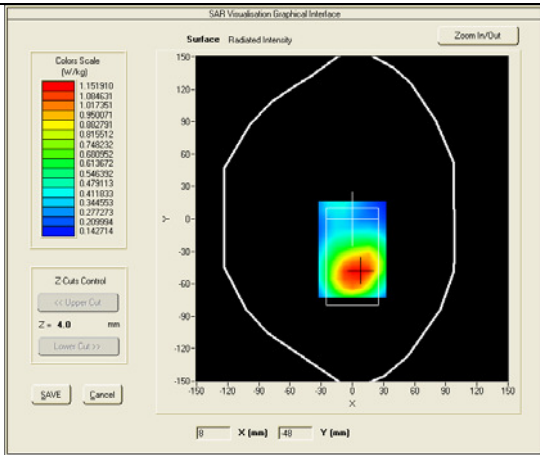 SAR Visualisation Graphical Interface
Surface Radiated Intensity
Zoom In/Out
Colors Scale
(W/kg)
1.151910
1.084631
1.017351
0.950071
0.882791
0.815512
0.748232
0.680952
0.613672
0.546392
0.479113
0.411833
0.344553
0.277273
0.209994
0.142714
Z-Cuts Control
<< Upper Cut
Z = 4.0 mm
Lower Cut >>
SAVE Cancel
150
120
90
60
30
0
-30
-60
-90
-120
-150
Y
-150 -120 -90 -60 -30 0 30 60 90 120 150
X
8 X (mm) -48 Y (mm)